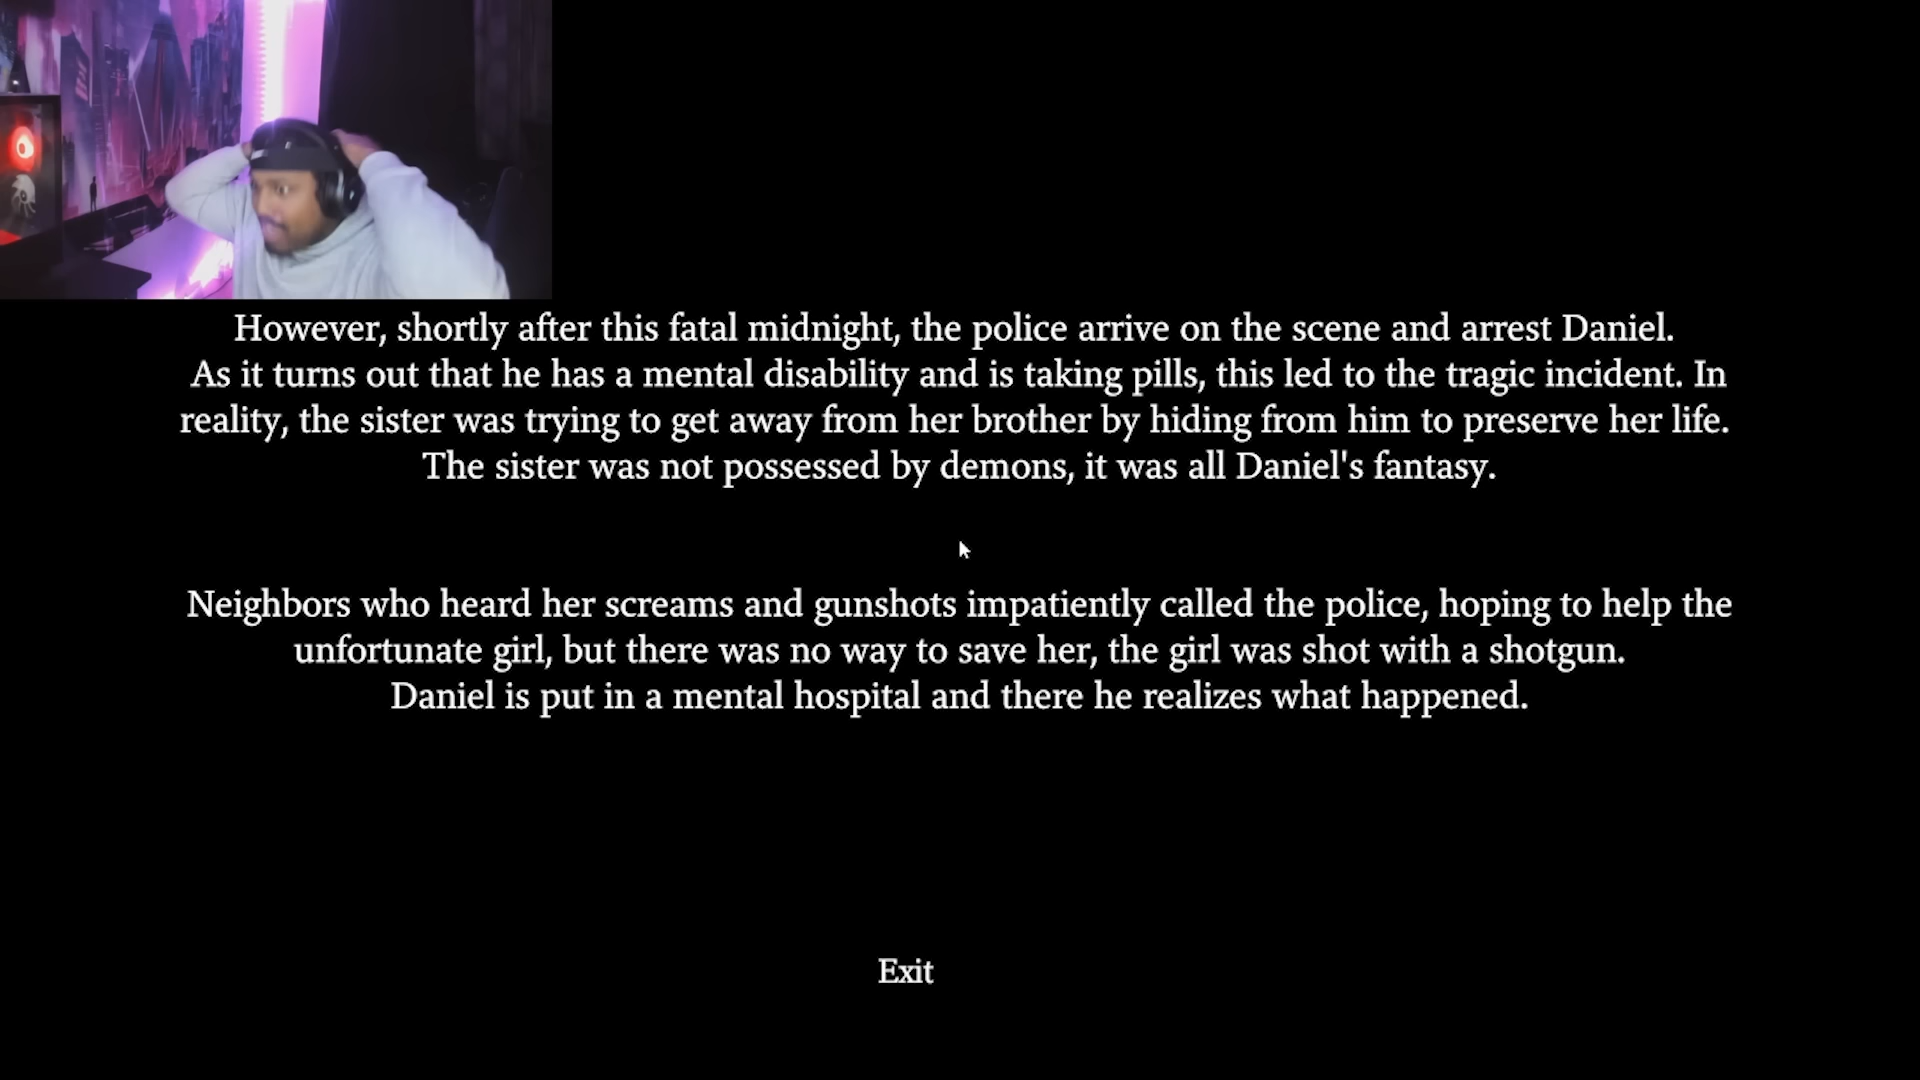 However, shortly after this fatal midnight, the police arrive on the scene and arrest Daniel.
As it turns out that he has a mental disability and is taking pills, this led to the tragic incident. In
reality, the sister was trying to get away from her brother by hiding from him to preserve her life.
The sister was not possessed by demons, it was all Daniel's fantasy.
Neighbors who heard her screams and gunshots impatiently called the police, hoping to help the
unfortunate girl, but there was no way to save her, the girl was shot with a shotgun.
Daniel is put in a mental hospital and there he realizes what happened.
Exit